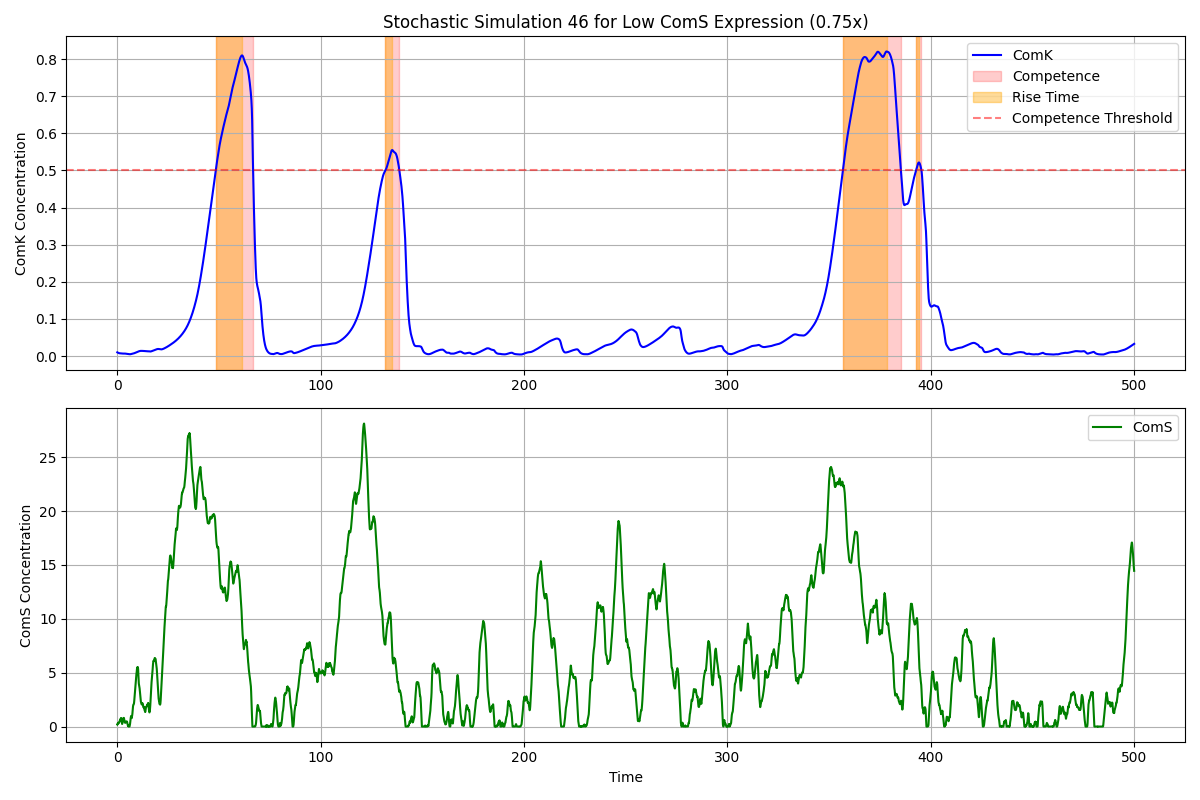 Stochastic Simulation 46 for Low ComS Expression (0.75x)
ComK Concentration
0.8
0.7
0.6
0.5
0.4
0.3
0.2
0.1
0.0
ComK
Competence
Rise Time
Competence Threshold
0 100 200 300 400 500
ComS Concentration
25
20
15
10
5
0
ComS
0 100 200 300 400 500
Time